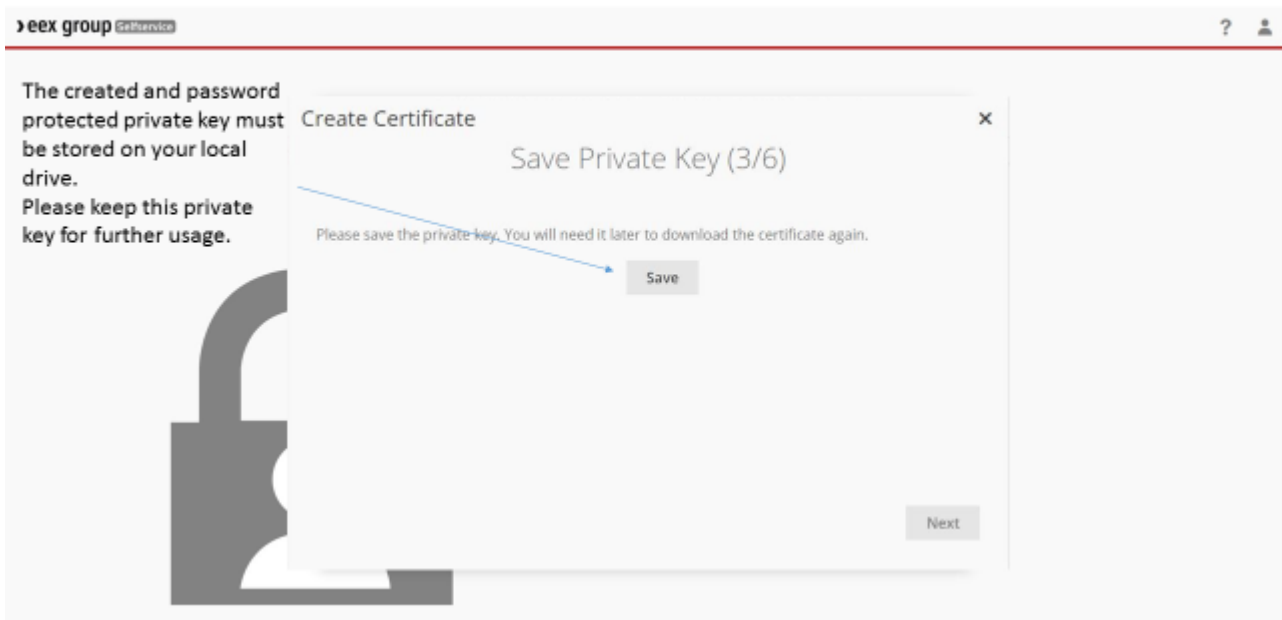 eex group Selfservice
?
The created and password
protected private key must
be stored on your local
drive.
Please keep this private
key for further usage.
Create Certificate
×
Save Private Key (3/6)
Please save the private key. You will need it later to download the certificate again.
Save
Next